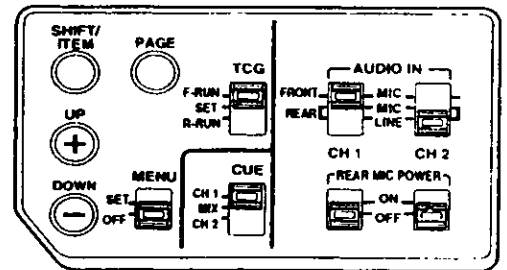 SHIFT/
ITEM
PAGE
TCG
F-RUN
SET
R-RUN
AUDIO IN
FRONT
MIC
REAR
MIC
LINE
CH 1
CH 2
UP
+
DOWN
−
MENU
SET
OFF
CUE
CH 1
MIX
CH 2
REAR MIC POWER
ON
OFF